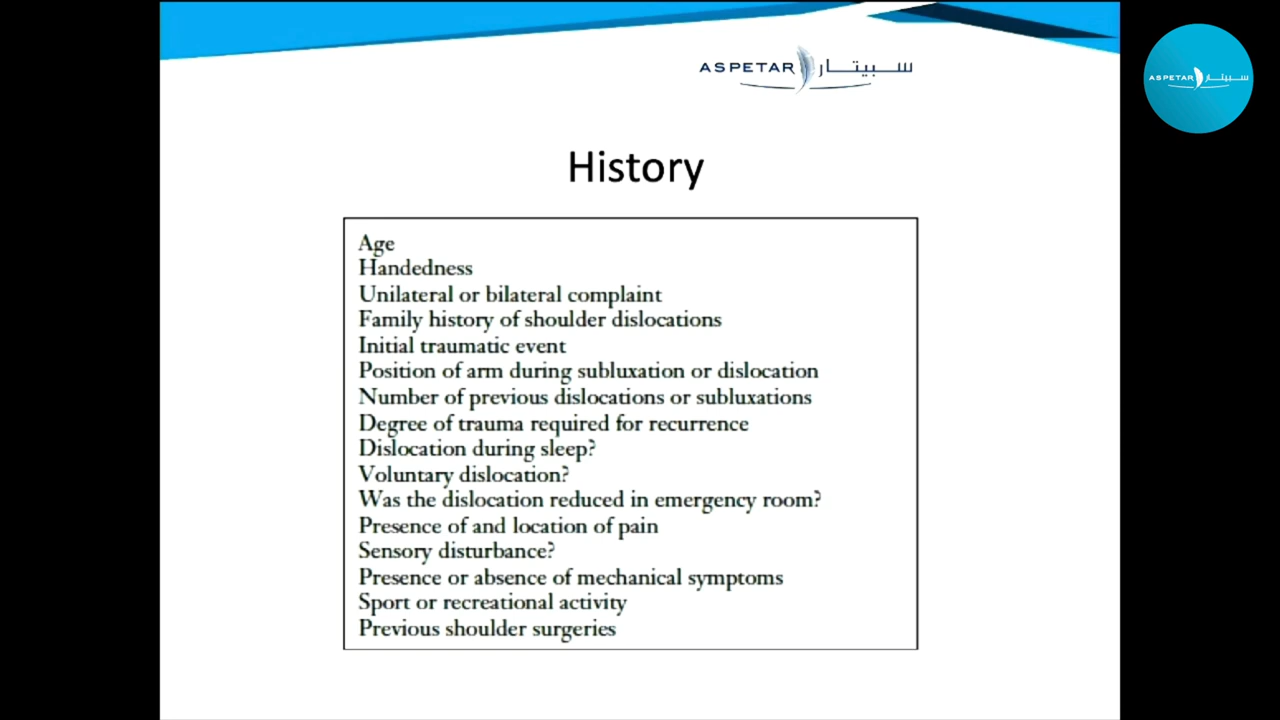 ASPETAR سبيتار
ASPETAR سبيتار
History
Age
Handedness
Unilateral or bilateral complaint
Family history of shoulder dislocations
Initial traumatic event
Position of arm during subluxation or dislocation
Number of previous dislocations or subluxations
Degree of trauma required for recurrence
Dislocation during sleep?
Voluntary dislocation?
Was the dislocation reduced in emergency room?
Presence of and location of pain
Sensory disturbance?
Presence or absence of mechanical symptoms
Sport or recreational activity
Previous shoulder surgeries